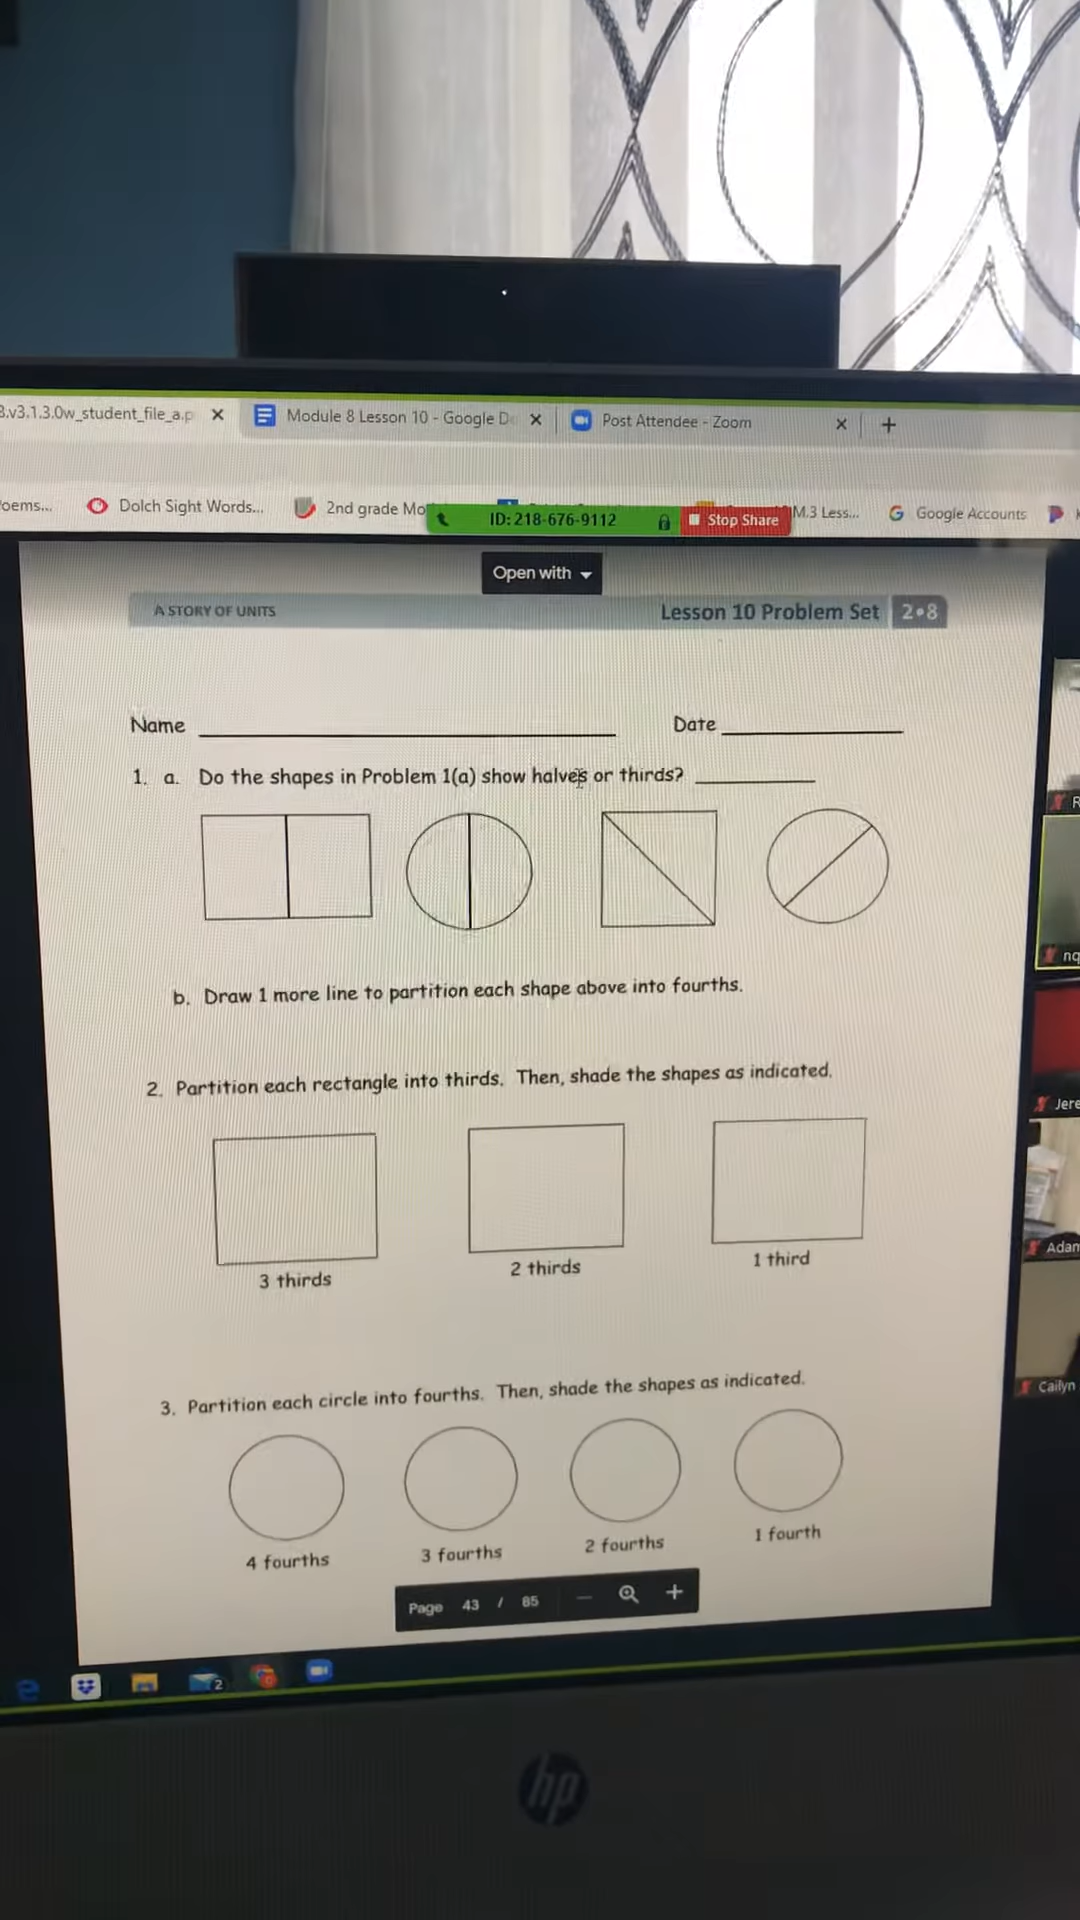 3.v3.1.3.0w_student_file_a.p
Module 8 Lesson 10 - Google Do
Post Attendee - Zoom
oems...
Dolch Sight Words...
2nd grade Mo
ID: 218-676-9112
Stop Share
M.3 Less...
Google Accounts
Open with
A STORY OF UNITS
Lesson 10 Problem Set 2•8
Name
Date
1. a. Do the shapes in Problem 1(a) show halves or thirds?
b. Draw 1 more line to partition each shape above into fourths.
2. Partition each rectangle into thirds. Then, shade the shapes as indicated.
3 thirds
2 thirds
1 third
3. Partition each circle into fourths. Then, shade the shapes as indicated.
4 fourths
3 fourths
2 fourths
1 fourth
Page 43 / 85
R
Jere
Adam
Cailyn
2
hp